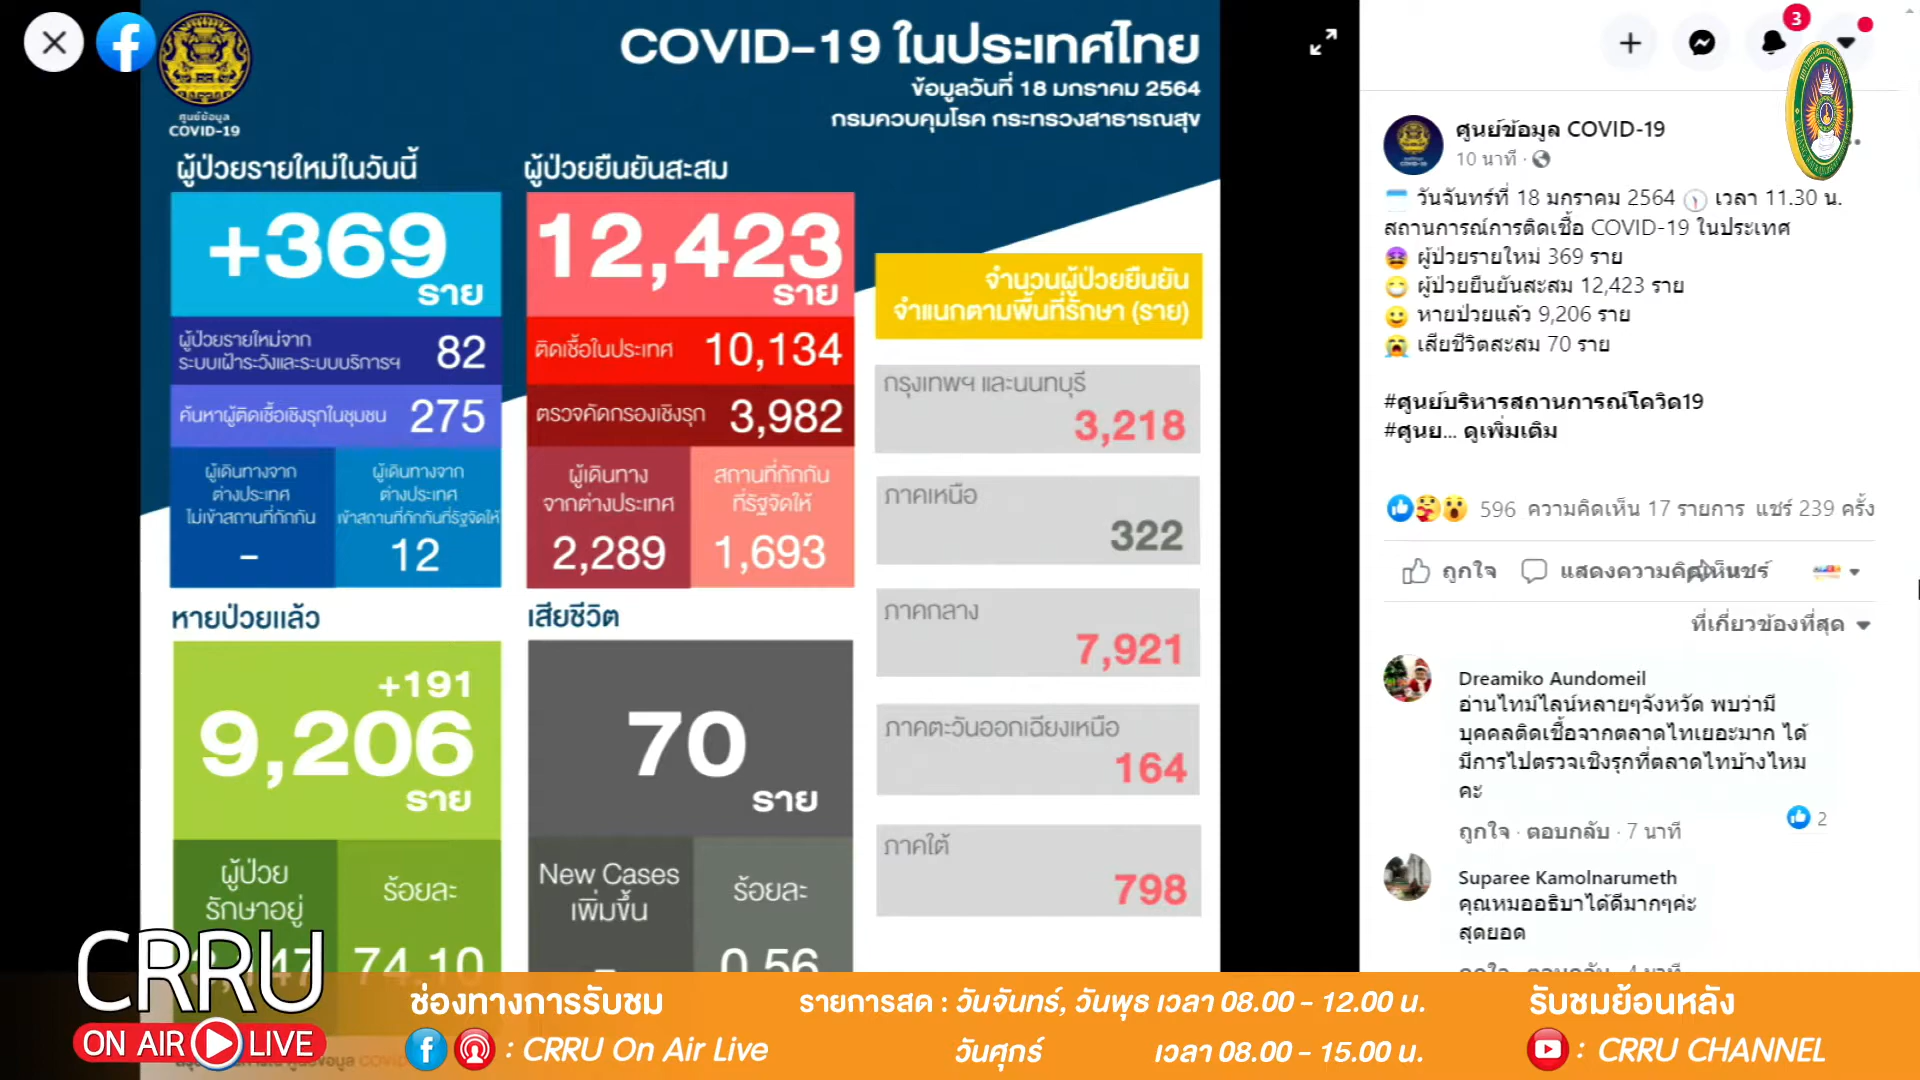 ศูนย์ข้อมูล
COVID-19
COVID-19 ในประเทศไทย
ข้อมูลวันที่ 18 มกราคม 2564
กรมควบคุมโรค กระทรวงสาธารณสุข
ผู้ป่วยรายใหม่ในวันนี้
+369
ราย
ผู้ป่วยรายใหม่จาก
ระบบเฝ้าระวังและระบบบริการฯ
82
ค้นหาผู้ติดเชื้อเชิงรุกในชุมชน 275
ผู้เดินทางจาก
ต่างประเทศ
ไม่เข้าสถานที่กักกัน
-
ผู้เดินทางจาก
ต่างประเทศ
เข้าสถานที่กักกันที่รัฐจัดให้
12
ผู้ป่วยยืนยันสะสม
12,423
ราย
ติดเชื้อในประเทศ 10,134
ตรวจคัดกรองเชิงรุก 3,982
ผู้เดินทาง
จากต่างประเทศ
2,289
สถานที่กักกัน
ที่รัฐจัดให้
1,693
จำนวนผู้ป่วยยืนยัน
จำแนกตามพื้นที่รักษา (ราย)
กรุงเทพฯ และนนทบุรี
3,218
ภาคเหนือ
322
ภาคกลาง
7,921
ภาคตะวันออกเฉียงเหนือ
164
ภาคใต้
798
หายป่วยแล้ว
+191
9,206
ราย
ผู้ป่วย
รักษาอยู่
ร้อยละ
74.10
เสียชีวิต
70
ราย
New Cases
เพิ่มขึ้น
-
ร้อยละ
0.56
3
ศูนย์ข้อมูล COVID-19
10 นาที ·
วันจันทร์ที่ 18 มกราคม 2564 เวลา 11.30 น.
สถานการณ์การติดเชื้อ COVID-19 ในประเทศ
ผู้ป่วยรายใหม่ 369 ราย
ผู้ป่วยยืนยันสะสม 12,423 ราย
หายป่วยแล้ว 9,206 ราย
เสียชีวิตสะสม 70 ราย
#ศูนย์บริหารสถานการณ์โควิด19
#ศูนย... ดูเพิ่มเติม
596 ความคิดเห็น 17 รายการ แชร์ 239 ครั้ง
ถูกใจ แสดงความคิดเห็น แชร์
ที่เกี่ยวข้องที่สุด
Dreamiko Aundomeil
อ่านไทม์ไลน์หลายๆจังหวัด พบว่ามี
บุคคลติดเชื้อจากตลาดไทเยอะมาก ได้
มีการไปตรวจเชิงรุกที่ตลาดไทบ้างไหม
คะ
ถูกใจ · ตอบกลับ · 7 นาที
2
Suparee Kamolnarumeth
คุณหมออธิบาได้ดีมากๆค่ะ
สุดยอด
ถูกใจ · ตอบกลับ · 4 นาที
CRRU
ON AIR LIVE
ช่องทางการรับชม
: CRRU On Air Live
รายการสด : วันจันทร์, วันพุธ เวลา 08.00 - 12.00 น.
วันศุกร์ เวลา 08.00 - 15.00 น.
รับชมย้อนหลัง
: CRRU CHANNEL